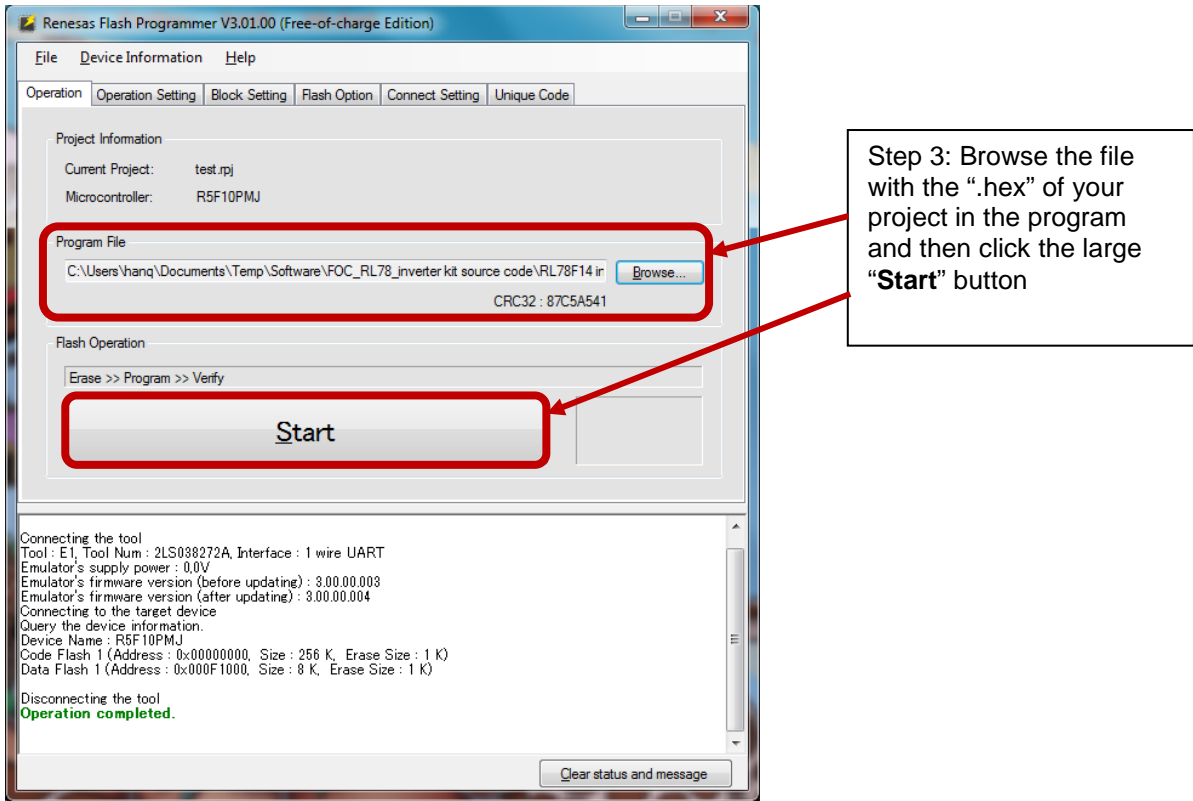 Renesas Flash Programmer V3.01.00 (Free-of-charge Edition)
File Device Information Help
Operation Operation Setting Block Setting Flash Option Connect Setting Unique Code
Project Information
Current Project: test.rpj
Microcontroller: R5F10PMJ
Program File
C:\Users\hanq\Documents\Temp\Software\FOC_RL78_inverter kit source code\RL78F14 ir Browse...
CRC32 : 87C5A541
Flash Operation
Erase >> Program >> Verify
Start
Connecting the tool
Tool : E1, Tool Num : 2LS038272A, Interface : 1 wire UART
Emulator's supply power : 0,0V
Emulator's firmware version (before updating) : 3.00.00.003
Emulator's firmware version (after updating) : 3.00.00.004
Connecting to the target device
Query the device information.
Device Name : R5F10PMJ
Code Flash 1 (Address : 0x00000000, Size : 256 K, Erase Size : 1 K)
Data Flash 1 (Address : 0x000F1000, Size : 8 K, Erase Size : 1 K)
Disconnecting the tool
Operation completed.
Clear status and message
Step 3: Browse the file
with the “.hex” of your
project in the program
and then click the large
“Start” button